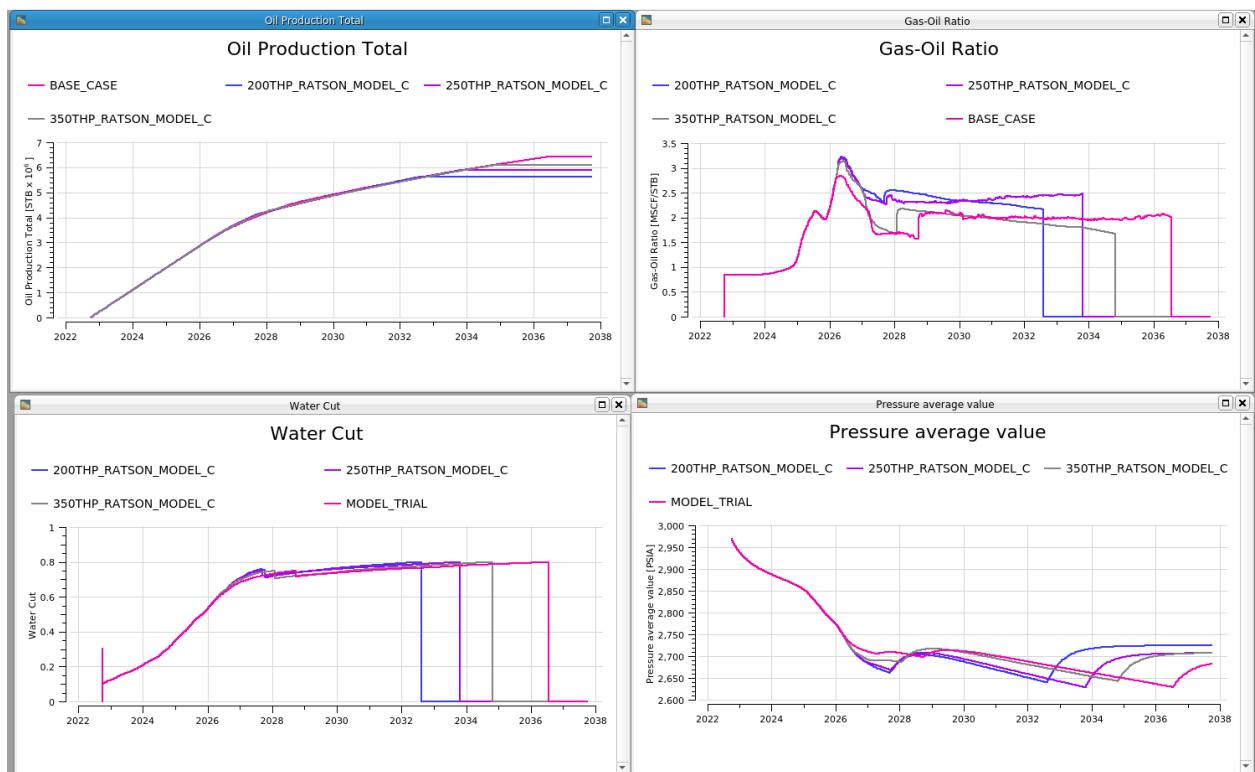 Oil Production Total
Oil Production Total
BASE_CASE 200THP_RATSON_MODEL_C 250THP_RATSON_MODEL_C
350THP_RATSON_MODEL_C
Oil Production Total [STB x 10⁶ ]
7
6
5
4
3
2
1
0
2022 2024 2026 2028 2030 2032 2034 2036 2038
Gas-Oil Ratio
Gas-Oil Ratio
200THP_RATSON_MODEL_C 250THP_RATSON_MODEL_C
350THP_RATSON_MODEL_C BASE_CASE
Gas-Oil Ratio [MSCF/STB]
3.5
3
2.5
2
1.5
1
0.5
0
2022 2024 2026 2028 2030 2032 2034 2036 2038
Water Cut
Water Cut
200THP_RATSON_MODEL_C 250THP_RATSON_MODEL_C
350THP_RATSON_MODEL_C MODEL_TRIAL
Water Cut
1
0.8
0.6
0.4
0.2
0
2022 2024 2026 2028 2030 2032 2034 2036 2038
Pressure average value
Pressure average value
200THP_RATSON_MODEL_C 250THP_RATSON_MODEL_C 350THP_RATSON_MODEL_C
MODEL_TRIAL
Pressure average value [PSIA]
3,000
2,950
2,900
2,850
2,800
2,750
2,700
2,650
2,600
2022 2024 2026 2028 2030 2032 2034 2036 2038